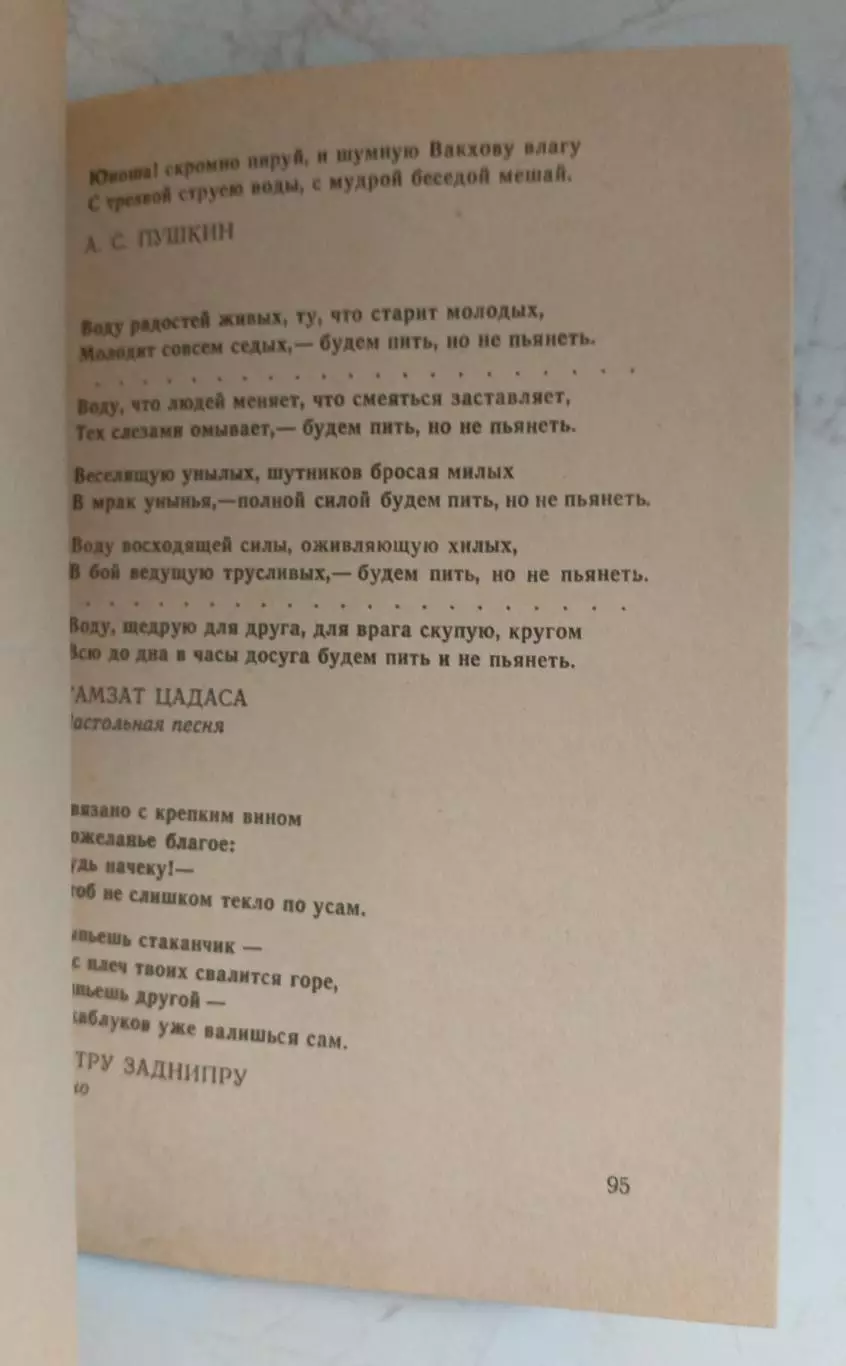 Юноша! скромно пируй, и шумную Вакхову влагу
С трезвой струею воды, с мудрой беседой мешай.
А. С. ПУШКИН
Воду радостей живых, ту, что старит молодых,
Молодит совсем седых,— будем пить, но не пьянеть.
. . . . . . . . . . . . . . . . . . . . .
Воду, что людей меняет, что смеяться заставляет,
Тех слезами омывает,— будем пить, но не пьянеть.
Веселящую унылых, шутников бросая милых
В мрак унынья,—полной силой будем пить, но не пьянеть.
Воду восходящей силы, оживляющую хилых,
В бой ведущую трусливых,— будем пить, но не пьянеть.
. . . . . . . . . . . . . . . . . . . . .
Воду, щедрую для друга, для врага скупую, кругом
Всю до дна в часы досуга будем пить и не пьянеть.
ГАМЗАТ ЦАДАСА
Застольная песня
вязано с крепким вином
ожеланье благое:
удь начеку!—
тоб не слишком текло по усам.
ыпьешь стаканчик —
с плеч твоих свалится горе,
ыпьешь другой —
каблуков уже валишься сам.
ТРУ ЗАДНИПРУ
но
95